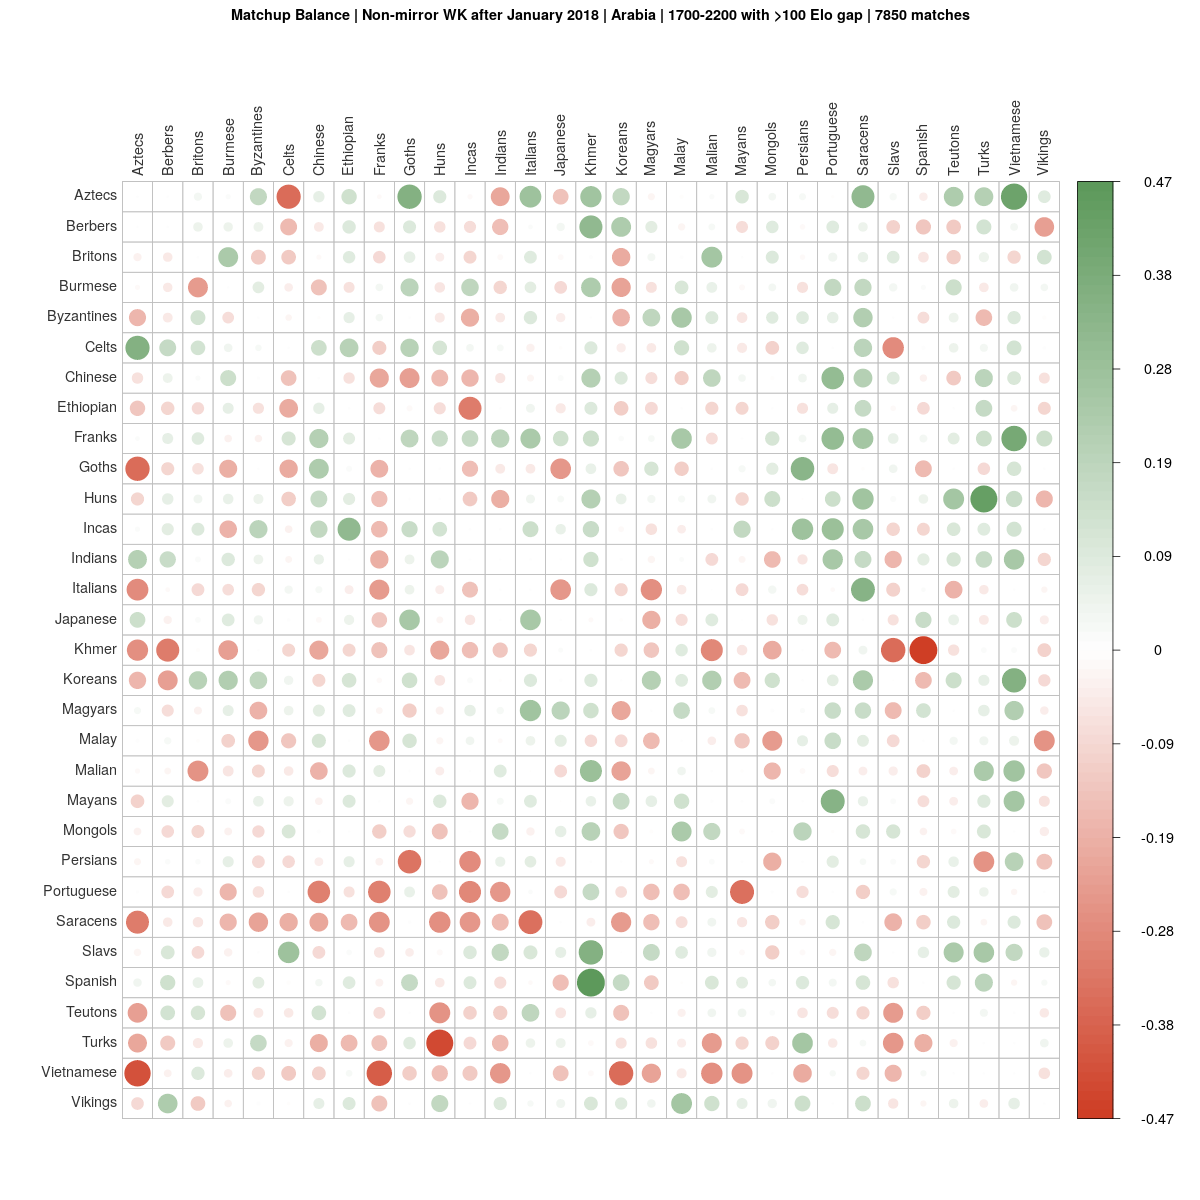 Matchup Balance | Non-mirror WK after January 2018 | Arabia | 1700-2200 with >100 Elo gap | 7850 matches
Aztecs
Berbers
Britons
Burmese
Byzantines
Celts
Chinese
Ethiopian
Franks
Goths
Huns
Incas
Indians
Italians
Japanese
Khmer
Koreans
Magyars
Malay
Malian
Mayans
Mongols
Persians
Portuguese
Saracens
Slavs
Spanish
Teutons
Turks
Vietnamese
Vikings
Aztecs
Berbers
Britons
Burmese
Byzantines
Celts
Chinese
Ethiopian
Franks
Goths
Huns
Incas
Indians
Italians
Japanese
Khmer
Koreans
Magyars
Malay
Malian
Mayans
Mongols
Persians
Portuguese
Saracens
Slavs
Spanish
Teutons
Turks
Vietnamese
Vikings
0.47
0.38
0.28
0.19
0.09
0
-0.09
-0.19
-0.28
-0.38
-0.47